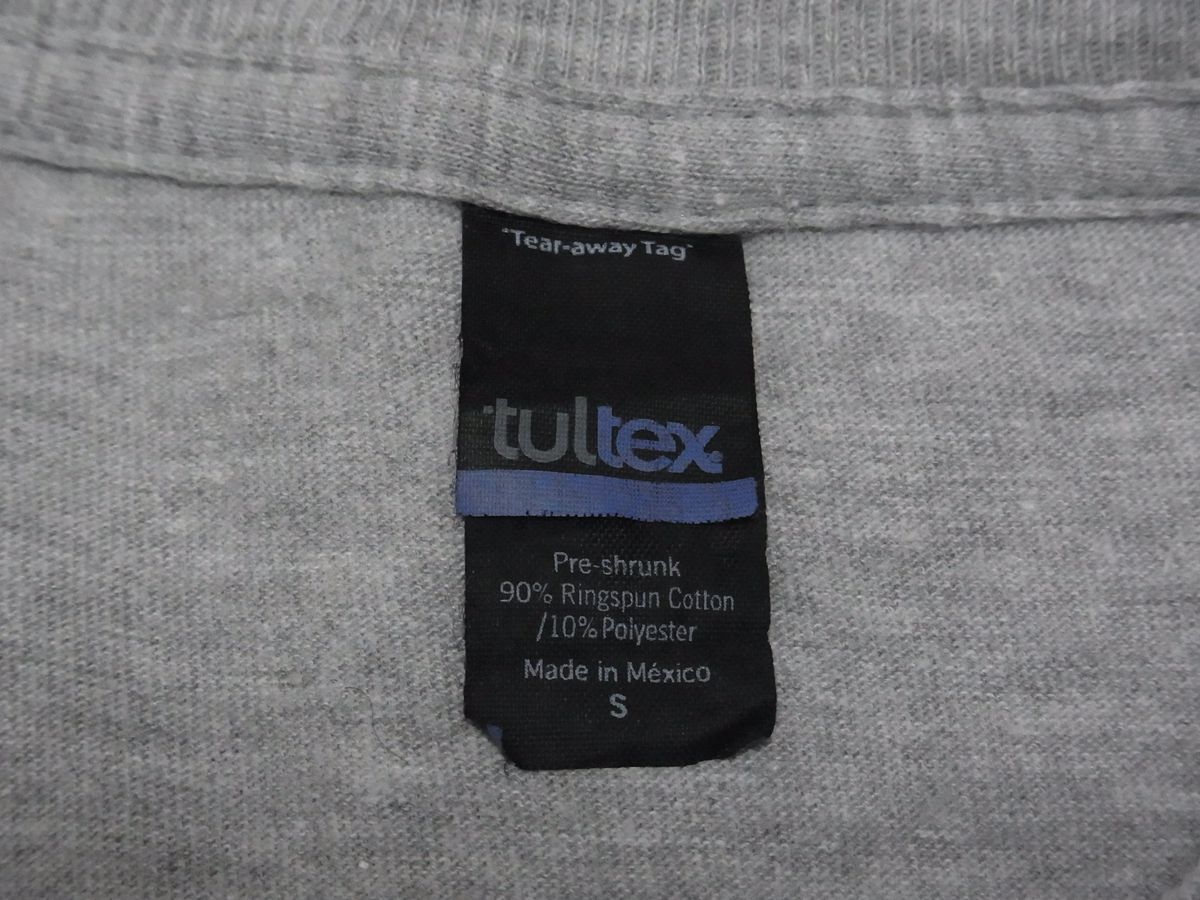 "Tear-away Tag"
tultex
Pre-shrunk
90% Ringspun Cotton
/10% Polyester
Made in México
S